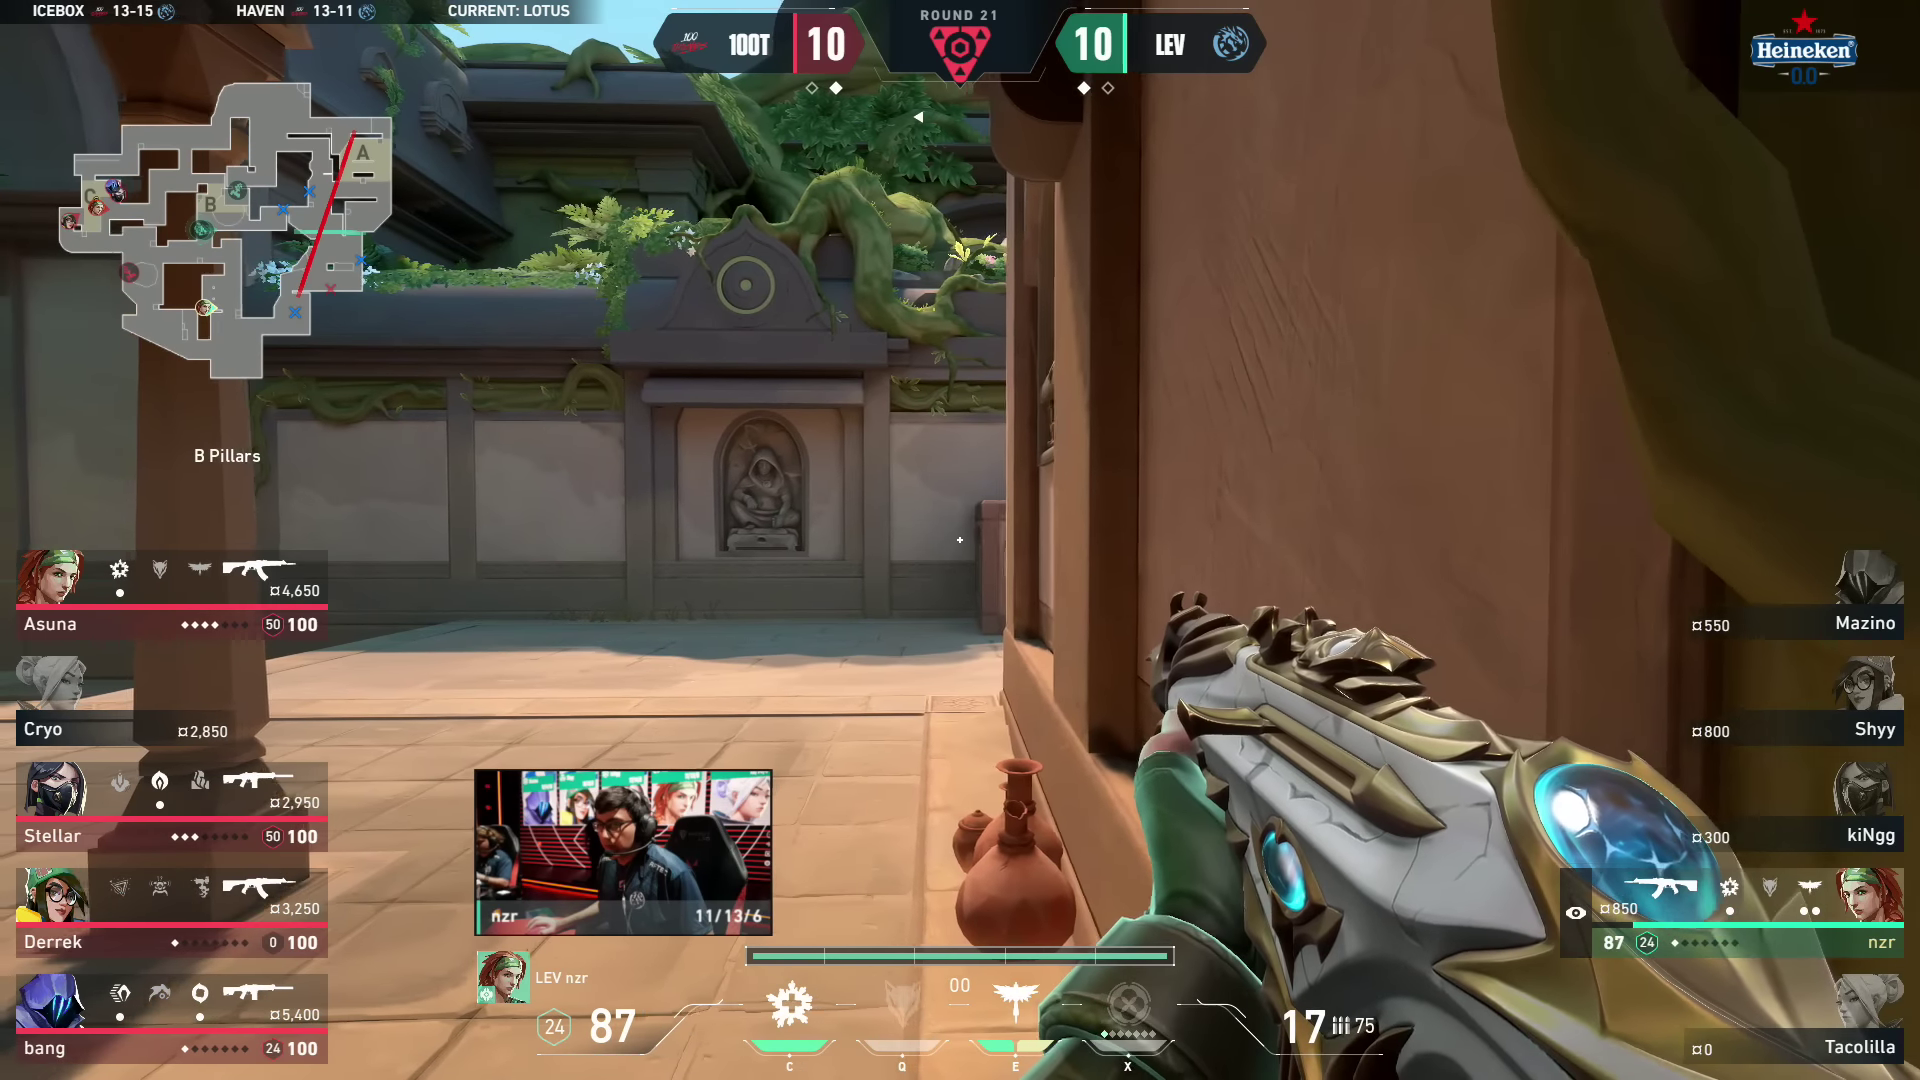 ICEBOX 13-15 HAVEN 13-11 CURRENT: LOTUS
100T 10 ROUND 21 10 LEV
Heineken
0.0
A
B
C
B Pillars
4,650
Asuna 50 100
Cryo 2,850
2,950
Stellar 50 100
3,250
Derrek 0 100
5,400
bang 24 100
550 Mazino
800 Shyy
300 kiNgg
850
87 24 nzr
0 Tacolilla
nzr 11/13/6
LEV nzr
24 87
00
17 75
C Q E X